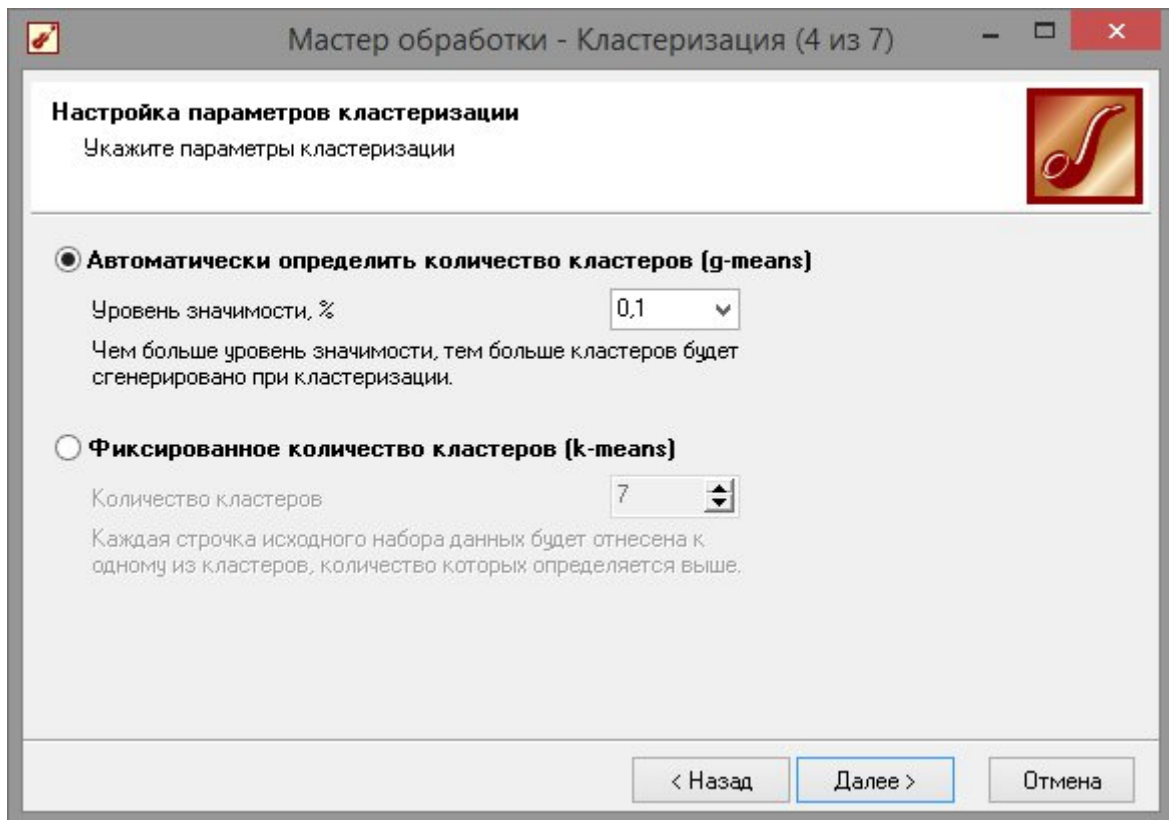 Мастер обработки - Кластеризация (4 из 7)
Настройка параметров кластеризации
Укажите параметры кластеризации
Автоматически определить количество кластеров (g-means)
Уровень значимости, % 0,1
Чем больше уровень значимости, тем больше кластеров будет
сгенерировано при кластеризации.
Фиксированное количество кластеров (k-means)
Количество кластеров 7
Каждая строчка исходного набора данных будет отнесена к
одному из кластеров, количество которых определяется выше.
< Назад Далее > Отмена